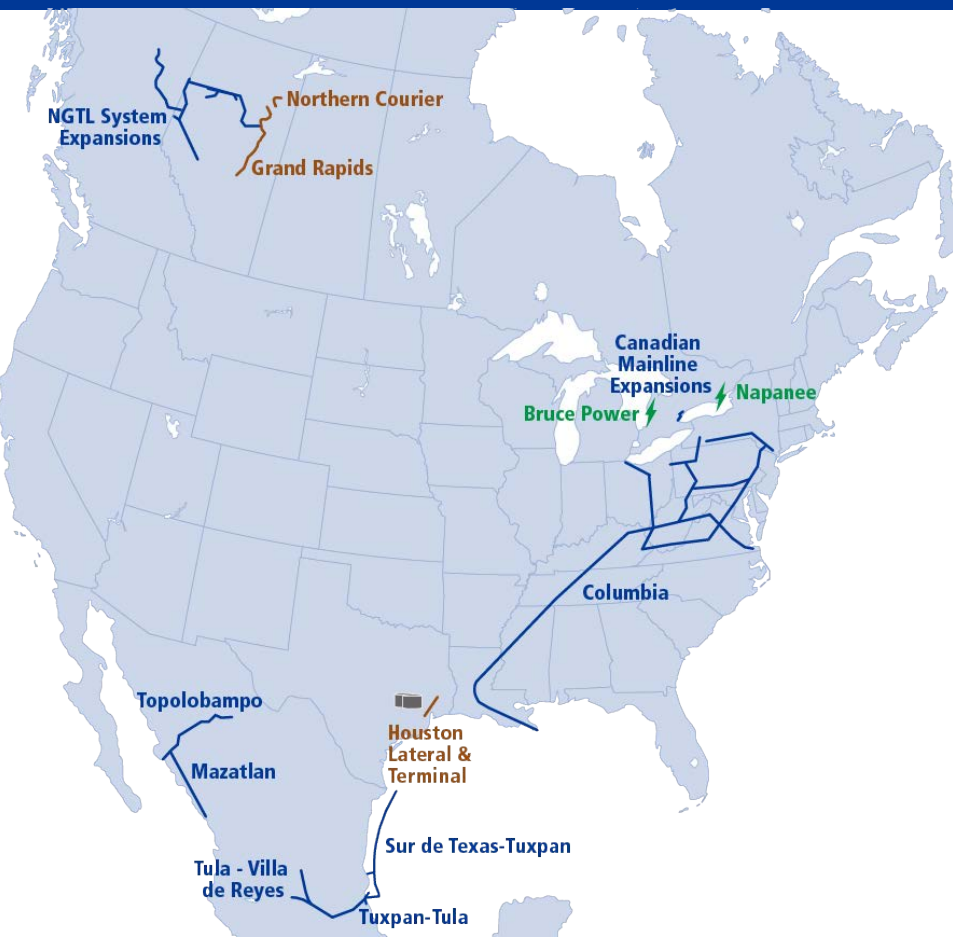 Northern Courier
NGTL System
Expansions
Grand Rapids
Canadian
Mainline
Expansions
Napanee
Bruce Power
Columbia
Topolobampo
Houston
Lateral &
Terminal
Mazatlan
Sur de Texas-Tuxpan
Tula - Villa
de Reyes
Tuxpan-Tula